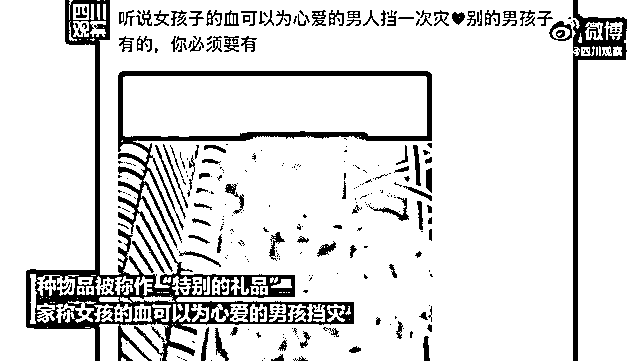 四川
观察
听说女孩子的血可以为心爱的男人挡一次灾♥别的男孩子
有的，你必须要有
微博
@四川观察
种物品被称作“特别的礼品”
家称女孩的血可以为心爱的男孩挡灾